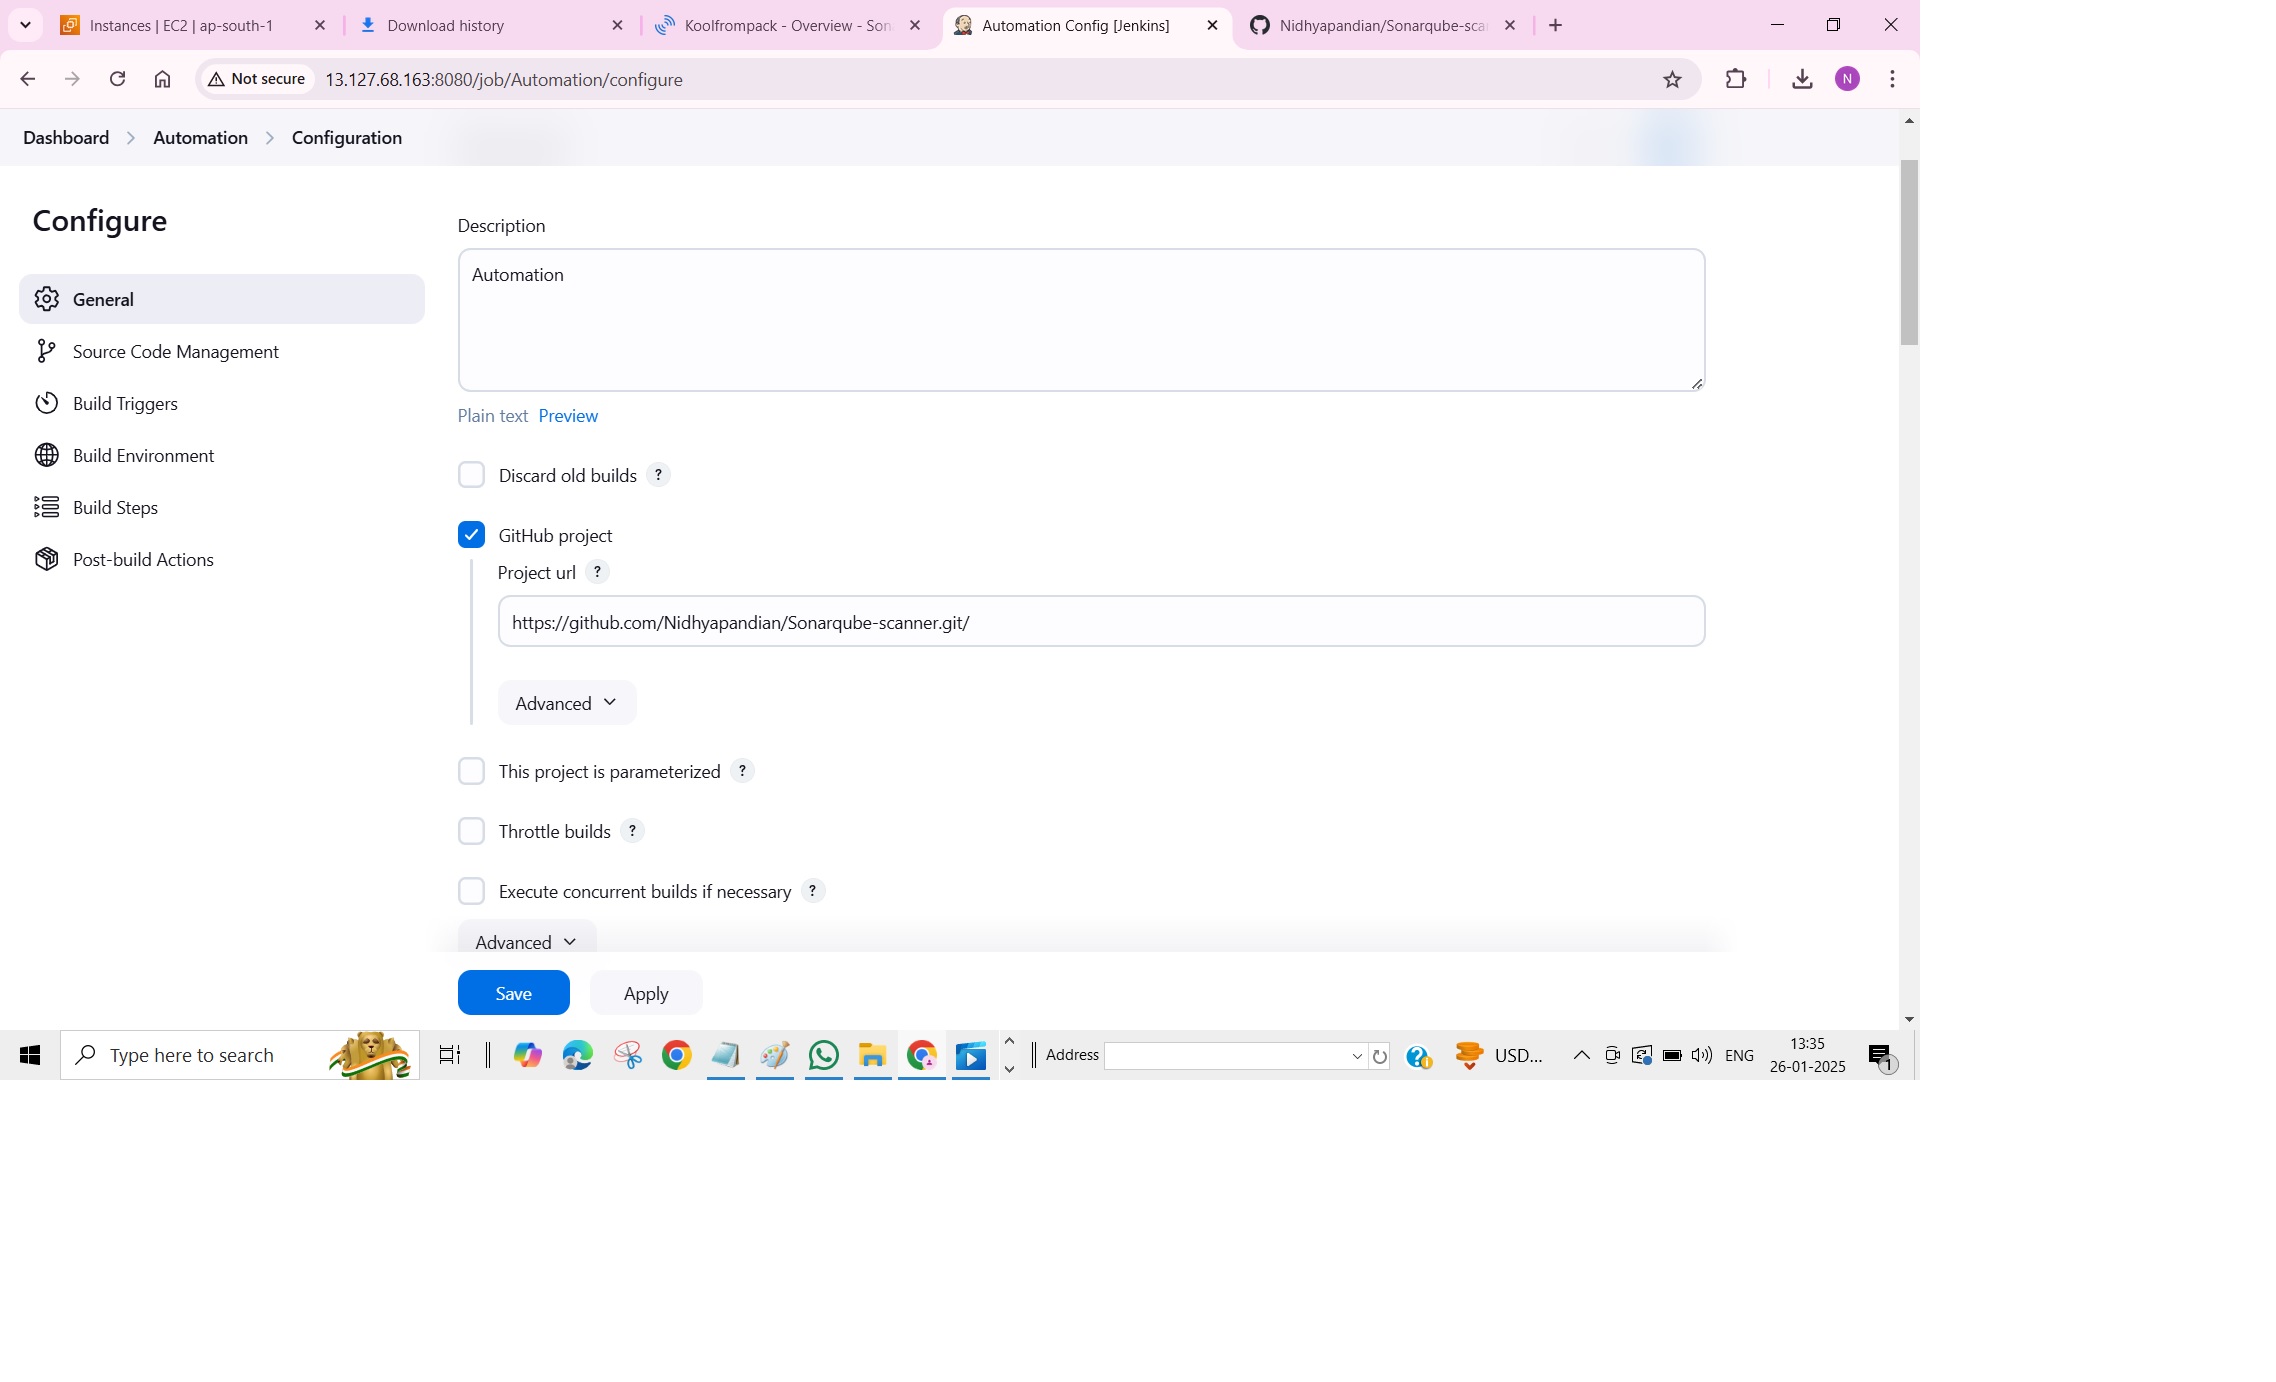 Instances | EC2 | ap-south-1
Download history
Koolfrompack - Overview - Son
Automation Config [Jenkins]
Nidhyapandian/Sonarqube-sca
Not secure
13.127.68.163:8080/job/Automation/configure
N
Dashboard
Automation
Configuration
Configure
General
Source Code Management
Build Triggers
Build Environment
Build Steps
Post-build Actions
Description
Automation
Plain text Preview
Discard old builds ?
GitHub project
Project url ?
https://github.com/Nidhyapandian/Sonarqube-scanner.git/
Advanced
This project is parameterized ?
Throttle builds ?
Execute concurrent builds if necessary ?
Advanced
Save
Apply
Type here to search
Address
USD...
ENG
13:35
26-01-2025
1